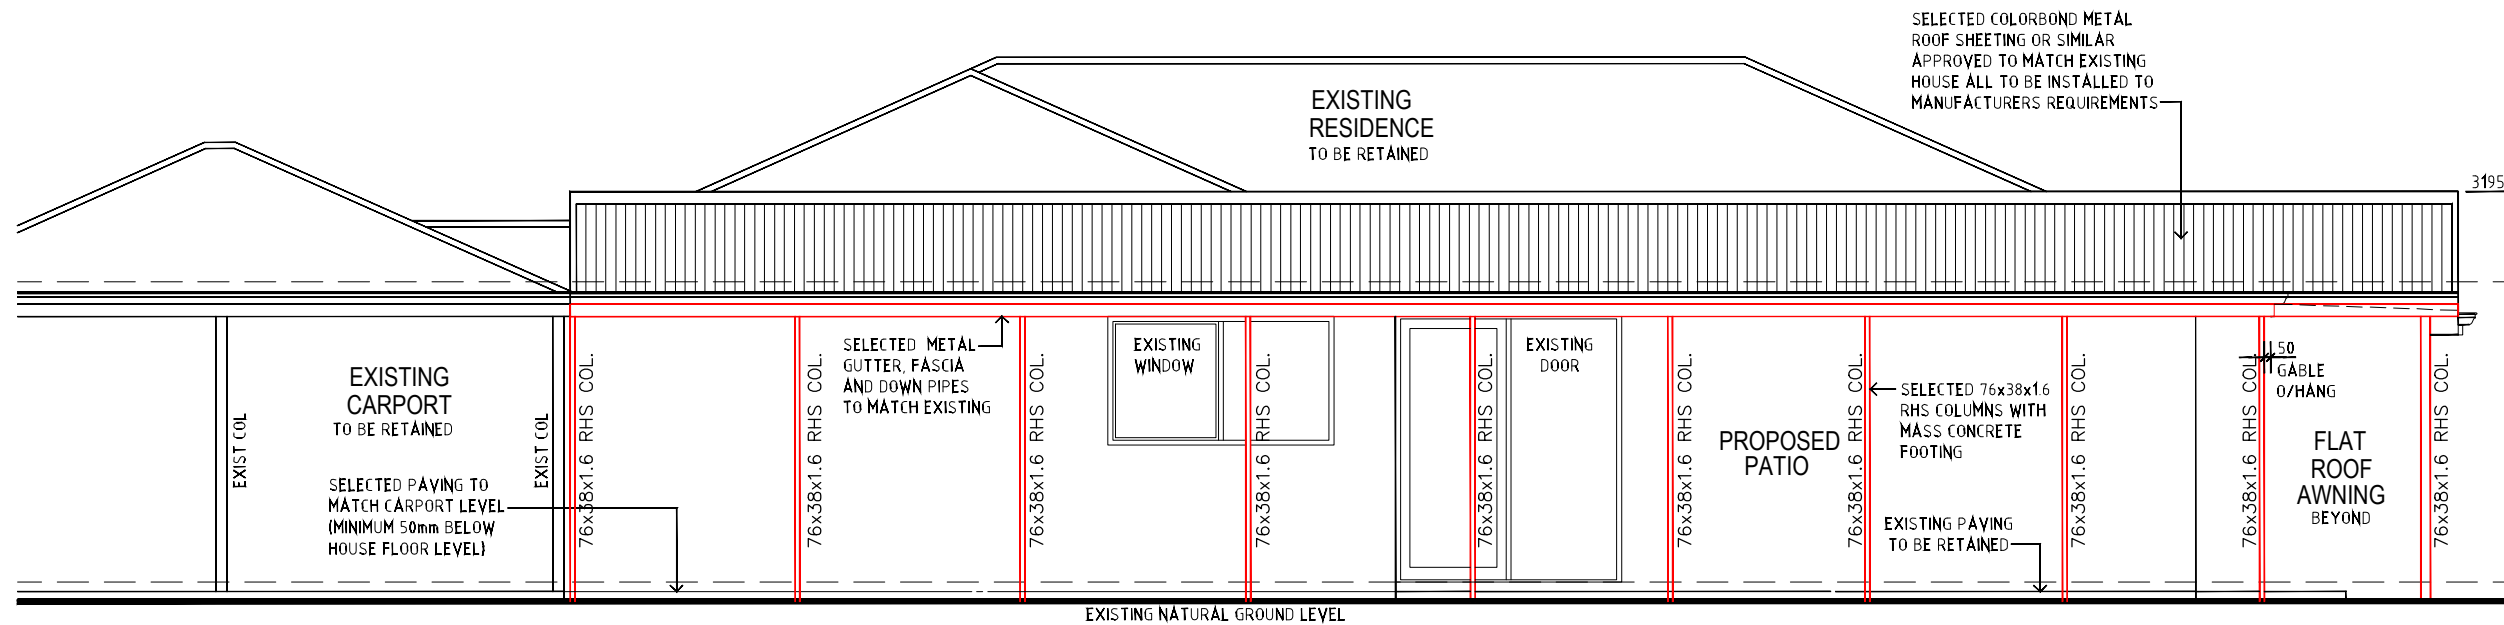 SELECTED COLORBOND METAL
ROOF SHEETING OR SIMILAR
APPROVED TO MATCH EXISTING
HOUSE ALL TO BE INSTALLED TO
MANUFACTURERS REQUIREMENTS
EXISTING
RESIDENCE
TO BE RETAINED
3195
EXISTING
CARPORT
TO BE RETAINED
EXIST COL
EXIST COL
SELECTED PAVING TO
MATCH CARPORT LEVEL
(MINIMUM 50mm BELOW
HOUSE FLOOR LEVEL)
76x38x1.6 RHS COL.
76x38x1.6 RHS COL.
SELECTED METAL
GUTTER, FASCIA
AND DOWN PIPES
TO MATCH EXISTING
76x38x1.6 RHS COL.
EXISTING
WINDOW
76x38x1.6 RHS COL.
76x38x1.6 RHS COL.
EXISTING
DOOR
76x38x1.6 RHS COL.
PROPOSED
PATIO
76x38x1.6 RHS COL.
SELECTED 76x38x1.6
RHS COLUMNS WITH
MASS CONCRETE
FOOTING
EXISTING PAVING
TO BE RETAINED
76x38x1.6 RHS COL.
76x38x1.6 RHS COL.
50
GABLE
O/HANG
FLAT
ROOF
AWNING
BEYOND
76x38x1.6 RHS COL.
EXISTING NATURAL GROUND LEVEL